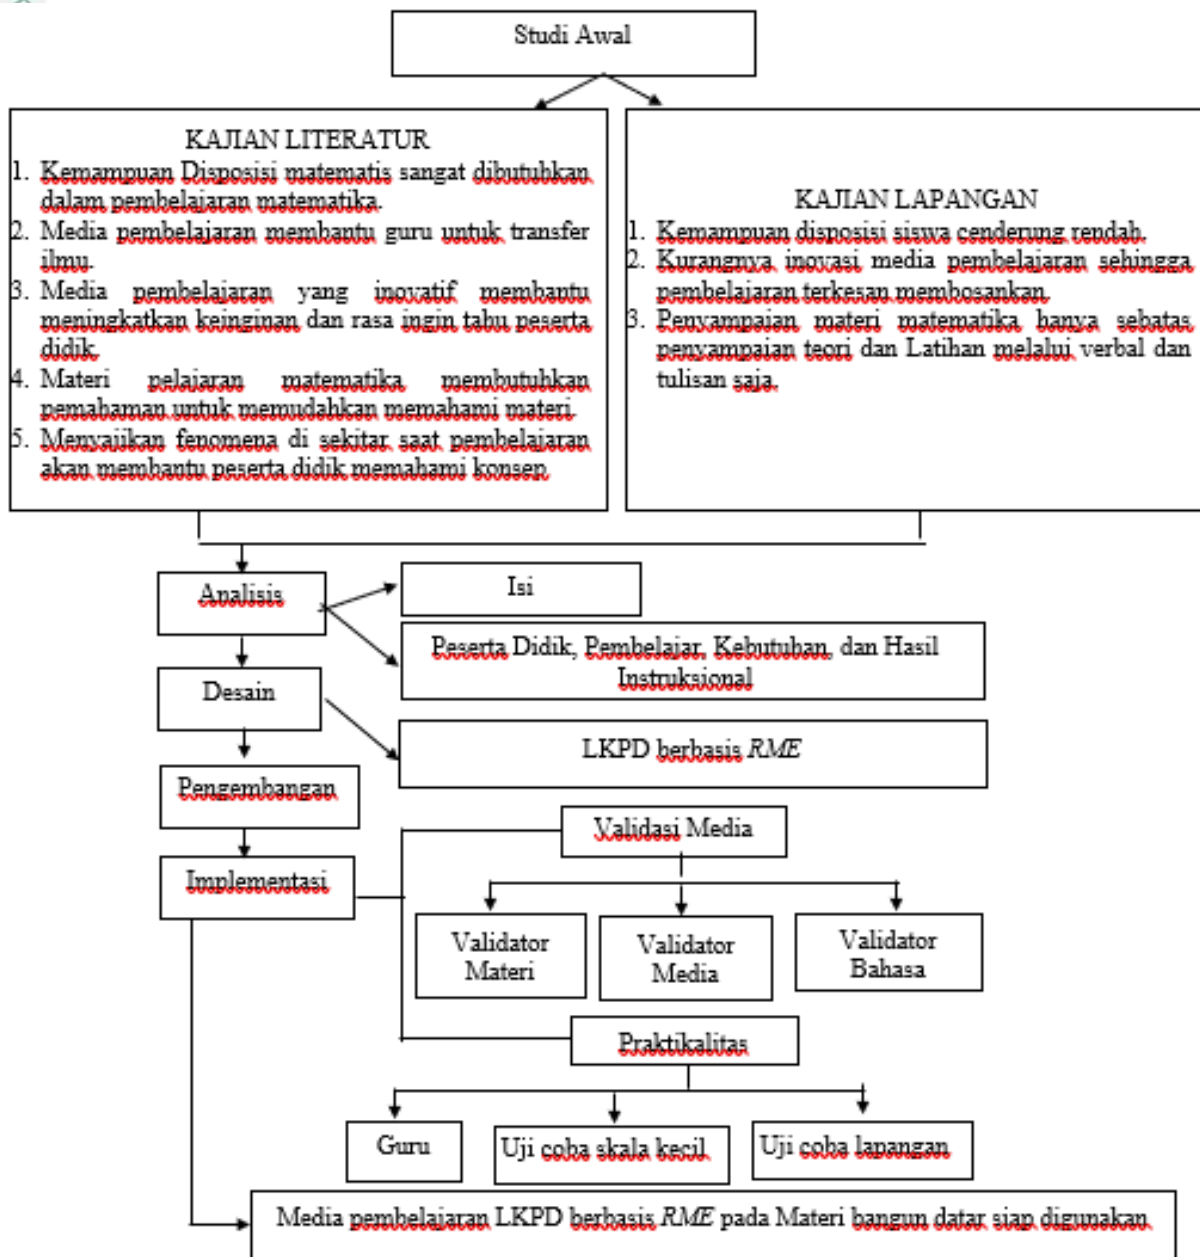 Studi Awal
KAJIAN LITERATUR
1. Kemampuan Disposisi matematis sangat dibutuhkan
dalam pembelajaran matematika.
2. Media pembelajaran membantu guru untuk transfer
ilmu.
3. Media pembelajaran yang inovatif membantu
meningkatkan keinginan dan rasa ingin tahu peserta
didik.
4. Materi pelajaran matematika membutuhkan
pemahaman untuk memudahkan memahami materi.
5. Menyajikan fenomena di sekitar saat pembelajaran
akan membantu peserta didik memahami konsep
KAJIAN LAPANGAN
1. Kemampuan disposisi siswa cenderung rendah.
2. Kurangnya inovasi media pembelajaran sehingga
pembelajaran terkesan membosankan.
3. Penyampaian materi matematika hanya sebatas
penyampaian teori dan Latihan melalui verbal dan
tulisan saja.
Analisis
Isi
Peserta Didik, Pembelajar, Kebutuhan, dan Hasil
Instruksional
Desain
LKPD berbasis RME
Pengembangan
Validasi Media
Implementasi
Validator
Materi
Validator
Media
Validator
Bahasa
Praktikalitas
Guru
Uji coba skala kecil
Uji coba lapangan
Media pembelajaran LKPD berbasis RME pada Materi bangun datar siap digunakan